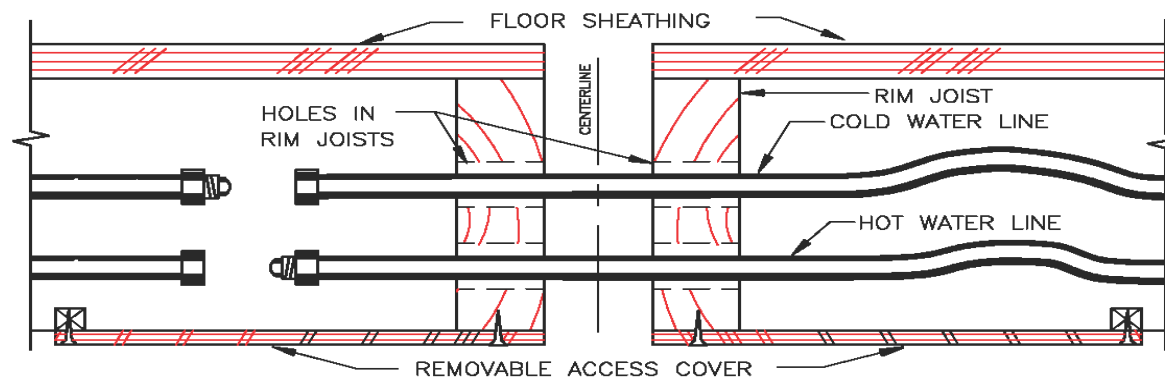 FLOOR SHEATHING
CENTERLINE
RIM JOIST
HOLES IN
RIM JOISTS
COLD WATER LINE
HOT WATER LINE
REMOVABLE ACCESS COVER